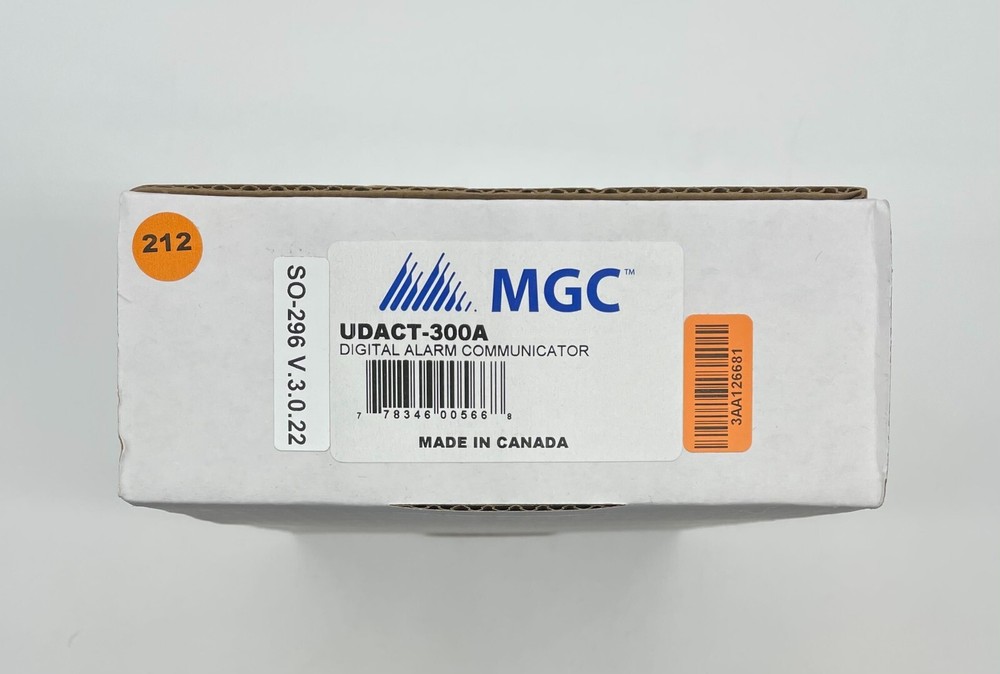 212
SO-296 V.3.0.22
MGC™
UDACT-300A
DIGITAL ALARM COMMUNICATOR
7 78346 00566 8
MADE IN CANADA
3AA126681